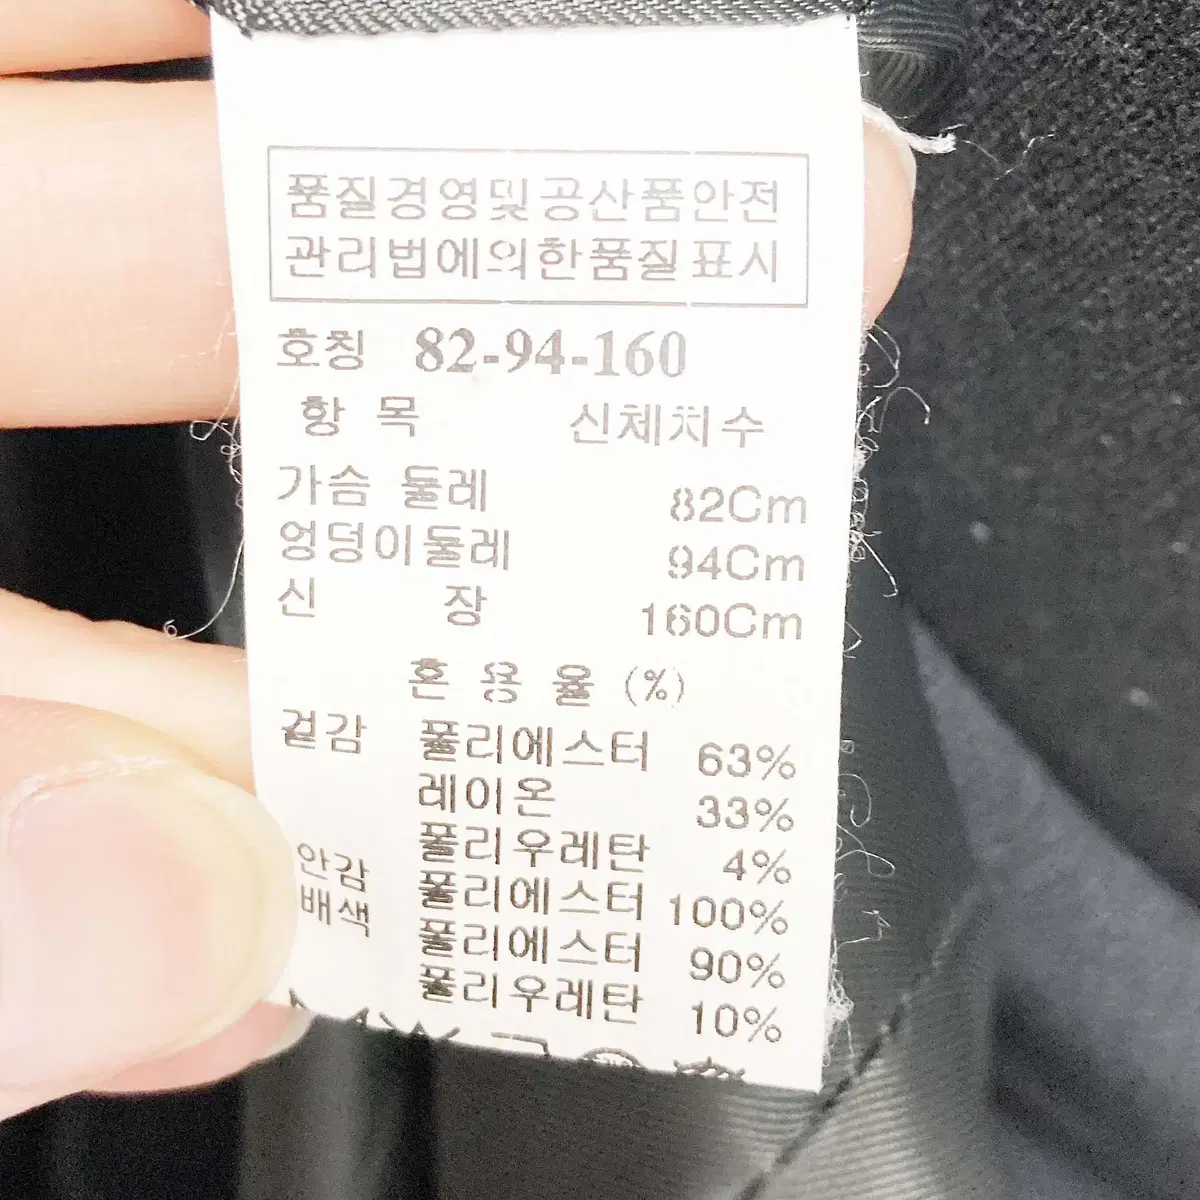 품질경영및공산품안전
관리법에의한품질표시
호칭 82-94-160
항 목 신체치수
가슴 둘레 82Cm
엉덩이둘레 94Cm
신 장 160Cm
혼 용 율 (%)
겉감 폴리에스터 63%
레이온 33%
폴리우레탄 4%
안감 폴리에스터 100%
배색 폴리에스터 90%
폴리우레탄 10%